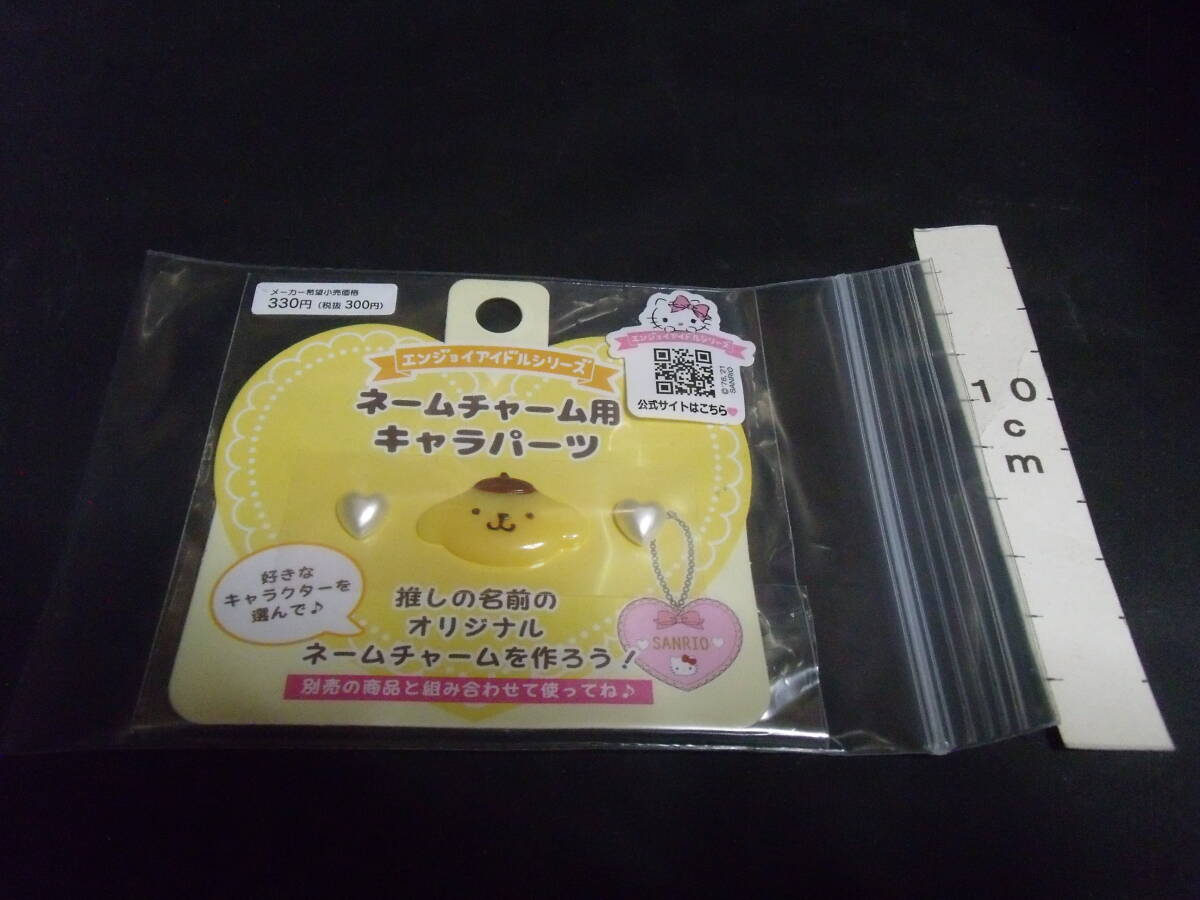 メーカー希望小売価格
330円（税抜 300円）
エンジョイアイドルシリーズ
ネームチャーム用
キャラパーツ
エンジョイアイドルシリーズ
©'76,'21
SANRIO
公式サイトはこちら
好きな
キャラクターを
選んで♪
推しの名前の
オリジナル
ネームチャームを作ろう！
SANRIO
別売の商品と組み合わせて使ってね♪
10
cm